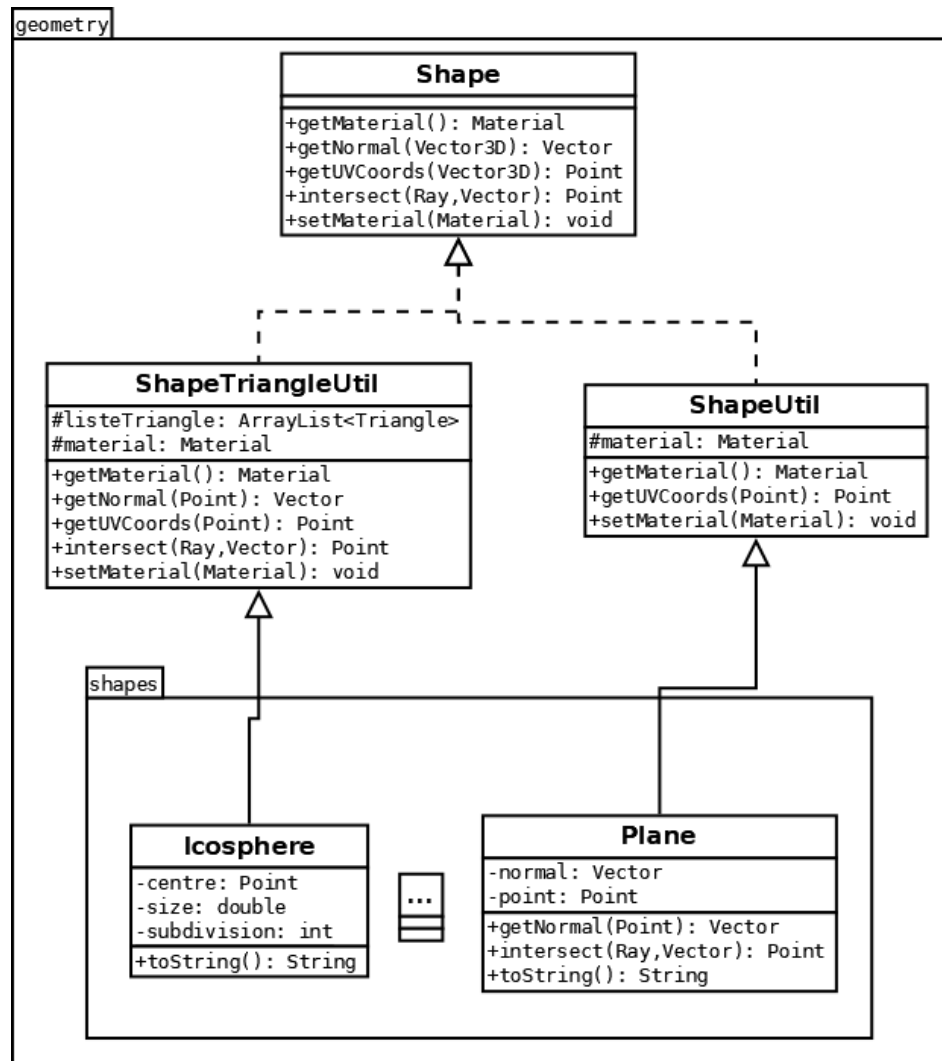 geometry
Shape
+getMaterial(): Material
+getNormal(Vector3D): Vector
+getUVCoords(Vector3D): Point
+intersect(Ray,Vector): Point
+setMaterial(Material): void
ShapeTriangleUtil
#listeTriangle: ArrayList<Triangle>
#material: Material
+getMaterial(): Material
+getNormal(Point): Vector
+getUVCoords(Point): Point
+intersect(Ray,Vector): Point
+setMaterial(Material): void
ShapeUtil
#material: Material
+getMaterial(): Material
+getUVCoords(Point): Point
+setMaterial(Material): void
shapes
Icosphere
-centre: Point
-size: double
-subdivision: int
+toString(): String
...
Plane
-normal: Vector
-point: Point
+getNormal(Point): Vector
+intersect(Ray,Vector): Point
+toString(): String